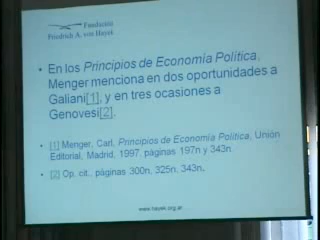 Fundación
Friedrich A. von Hayek
• En los Principios de Economía Política,
Menger menciona en dos oportunidades a
Galiani[1], y en tres ocasiones a
Genovesi[2].
• [1] Menger, Carl, Principios de Economía Política, Unión
Editorial, Madrid, 1997. páginas 197n y 343n.
• [2] Op. cit., páginas 300n, 325n, 343n.
www.hayek.org.ar